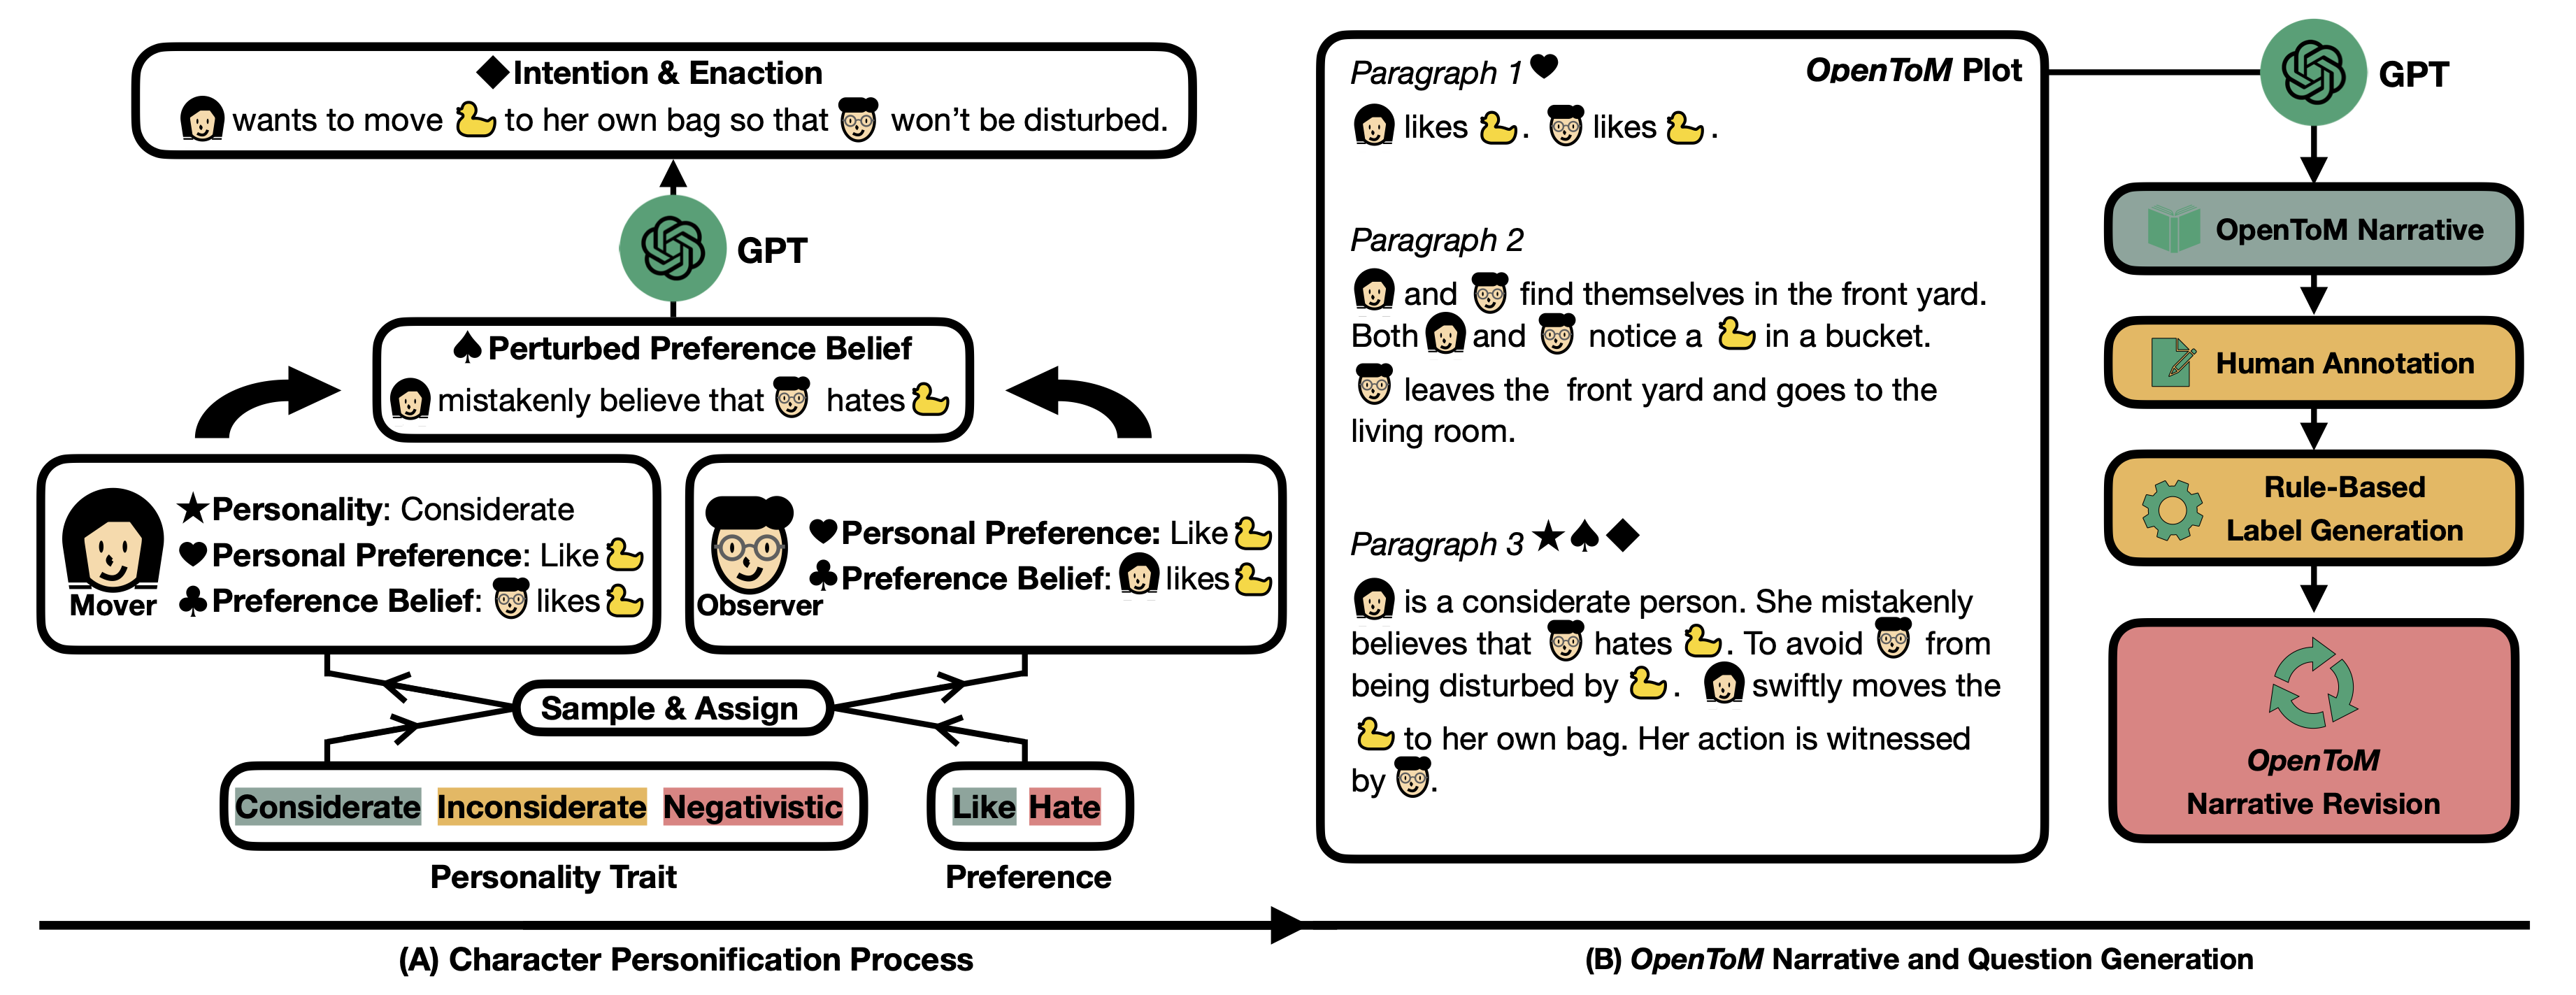 ♦Intention & Enaction
wants to move to her own bag so that won't be disturbed.
GPT
♠Perturbed Preference Belief
mistakenly believe that hates
★Personality: Considerate
♥Personal Preference: Like
♣Preference Belief: likes
Mover
♥Personal Preference: Like
♣Preference Belief: likes
Observer
Sample & Assign
Considerate Inconsiderate Negativistic
Like Hate
Personality Trait
Preference
(A) Character Personification Process
Paragraph 1 ♥
OpenToM Plot
likes . likes .
Paragraph 2
and find themselves in the front yard.
Both and notice a in a bucket.
leaves the front yard and goes to the
living room.
Paragraph 3 ★♠♦
is a considerate person. She mistakenly
believes that hates . To avoid from
being disturbed by . swiftly moves the
to her own bag. Her action is witnessed
by .
GPT
OpenToM Narrative
Human Annotation
Rule-Based
Label Generation
OpenToM
Narrative Revision
(B) OpenToM Narrative and Question Generation